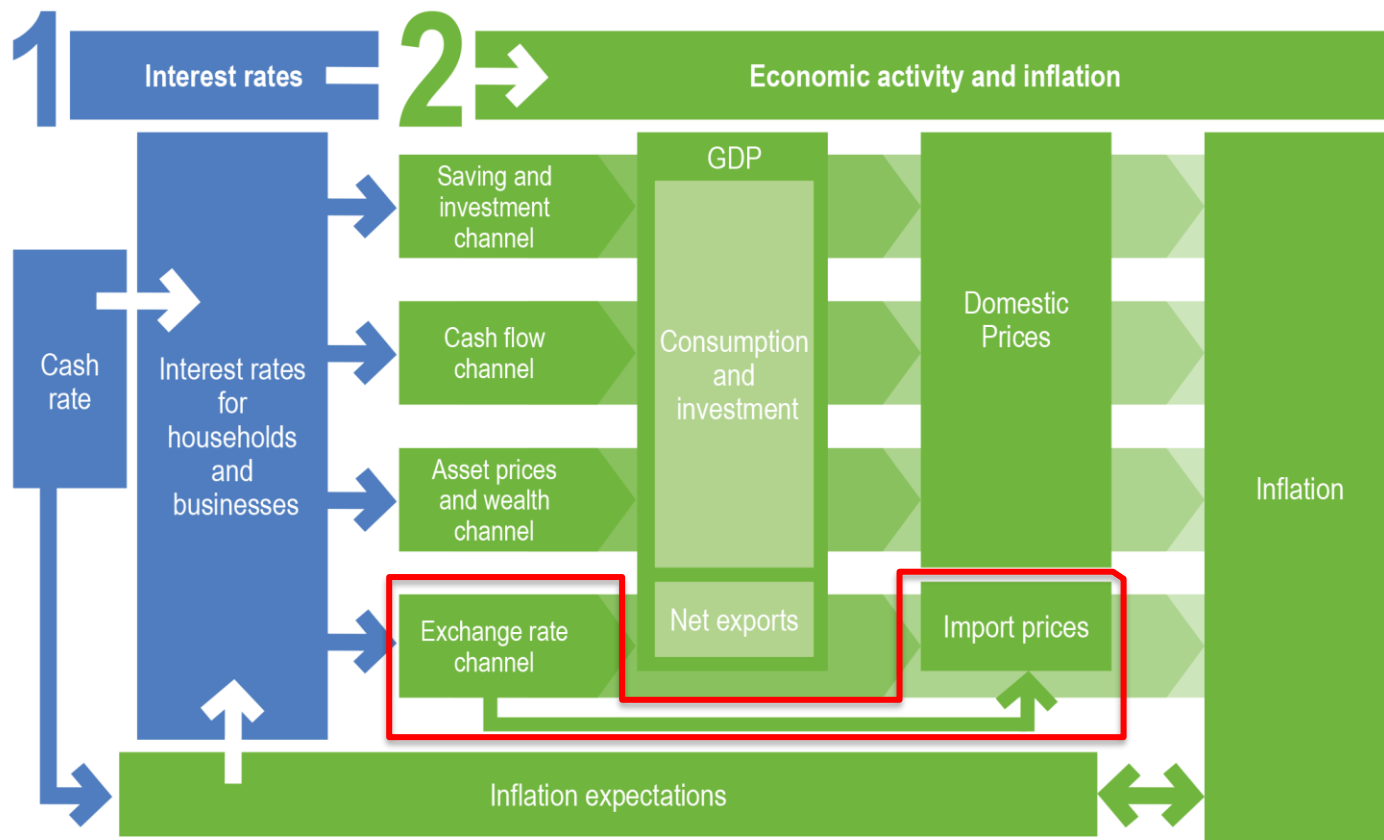 1
Interest rates
2
Economic activity and inflation
Cash
rate
Interest rates
for
households
and
businesses
Saving and
investment
channel
Cash flow
channel
Asset prices
and wealth
channel
Exchange rate
channel
GDP
Consumption
and
investment
Net exports
Domestic
Prices
Import prices
Inflation
Inflation expectations